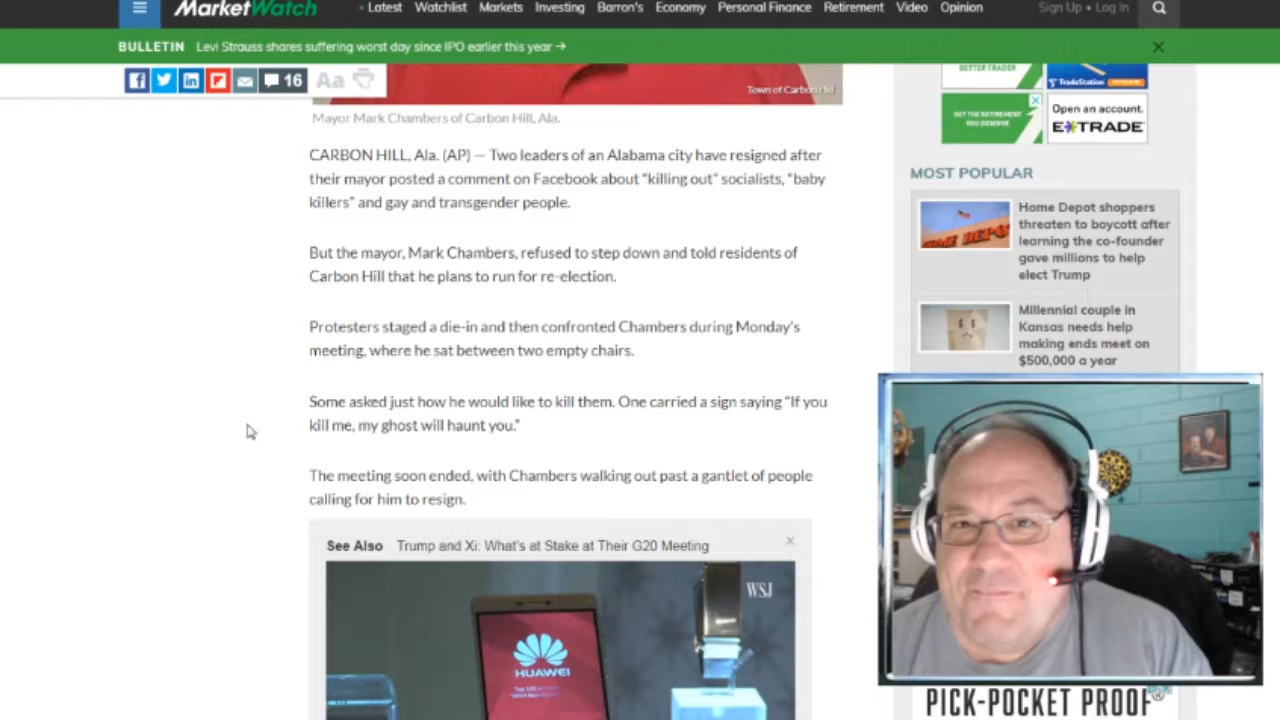 MarketWatch
Latest Watchlist Markets Investing Barron's Economy Personal Finance Retirement Video Opinion
Sign Up • Log In
BULLETIN Levi Strauss shares suffering worst day since IPO earlier this year →
16
Aa
Town of Carbon Hill
Mayor Mark Chambers of Carbon Hill, Ala.
CARBON HILL, Ala. (AP) — Two leaders of an Alabama city have resigned after
their mayor posted a comment on Facebook about “killing out” socialists, “baby
killers” and gay and transgender people.
But the mayor, Mark Chambers, refused to step down and told residents of
Carbon Hill that he plans to run for re-election.
Protesters staged a die-in and then confronted Chambers during Monday’s
meeting, where he sat between two empty chairs.
Some asked just how he would like to kill them. One carried a sign saying “If you
kill me, my ghost will haunt you.”
The meeting soon ended, with Chambers walking out past a gantlet of people
calling for him to resign.
See Also Trump and Xi: What's at Stake at Their G20 Meeting
WSJ
HUAWEI
BETTER TRADER
TradeStation
GET THE RETIREMENT
YOU DESERVE
Open an account.
E*TRADE
MOST POPULAR
HOME DEPOT
Home Depot shoppers
threaten to boycott after
learning the co-founder
gave millions to help
elect Trump
Millennial couple in
Kansas needs help
making ends meet on
$500,000 a year
PICK-POCKET PROOF